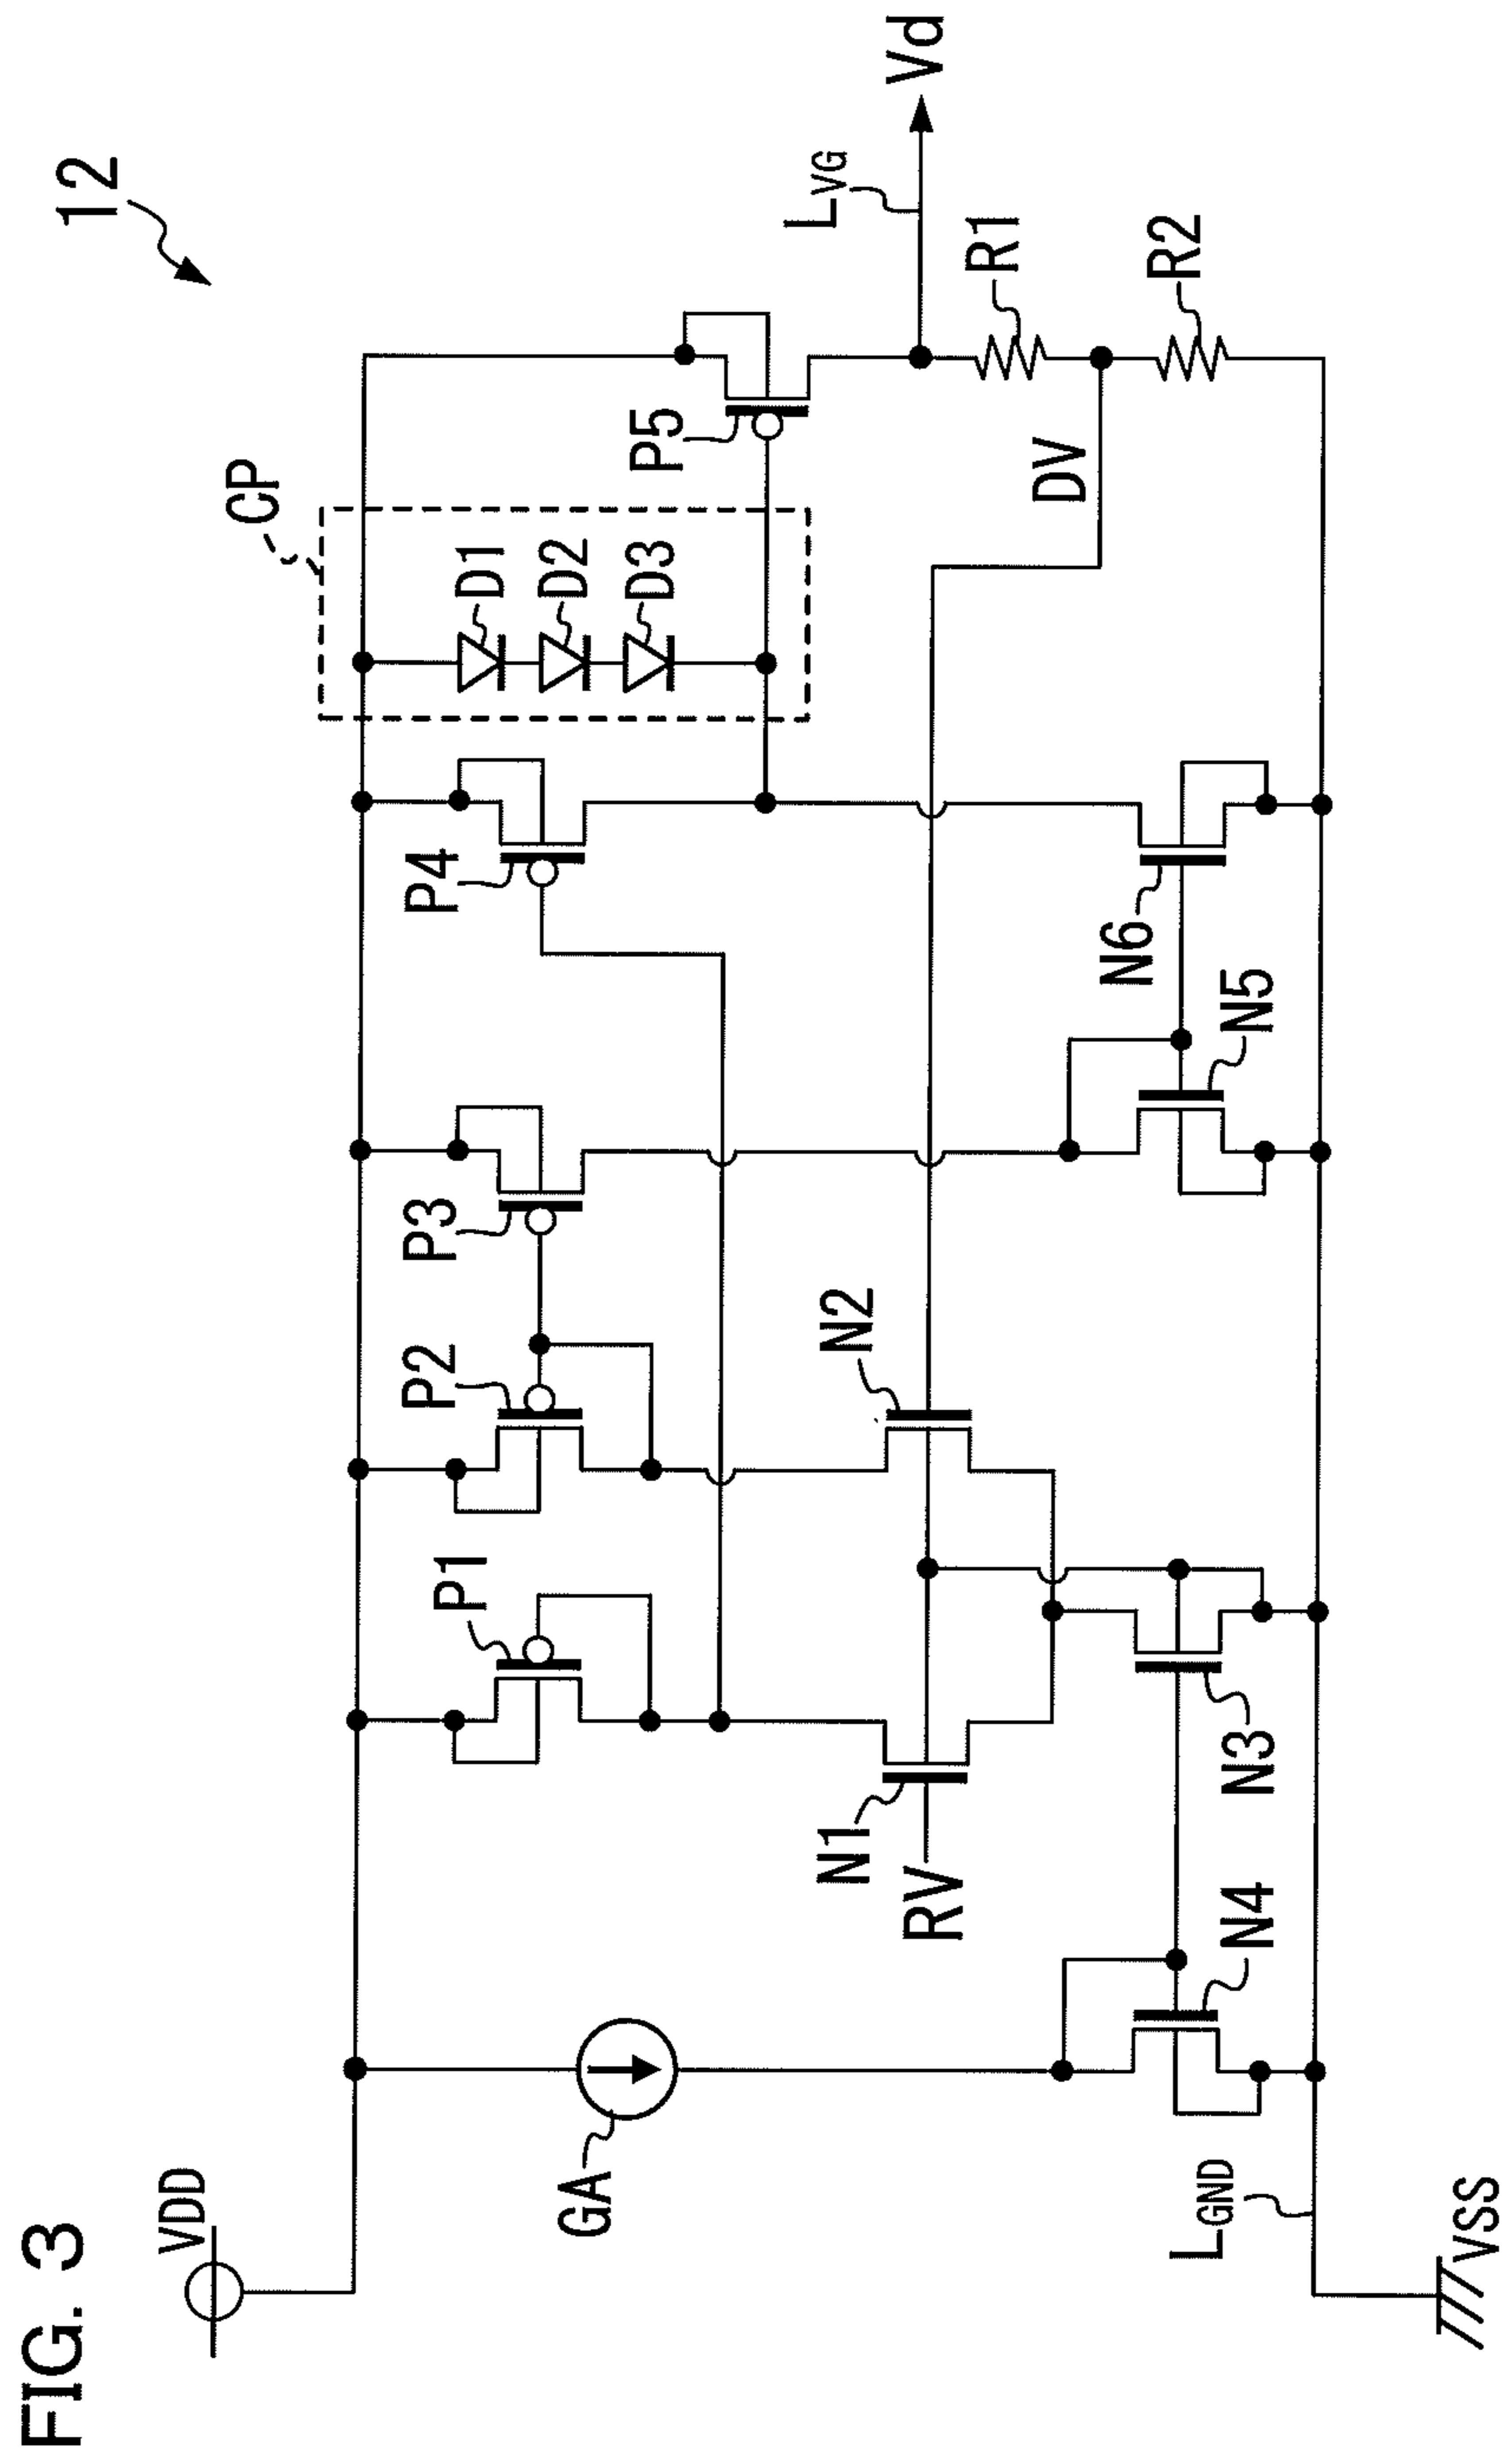 FIG. 3
12
VDD
CP
GA
P1
P2
P3
P4
D1
D2
D3
P5
LVG
Vd
N1
RV
N2
DV
R1
R2
N4
N3
N5
N6
LGND
VSS